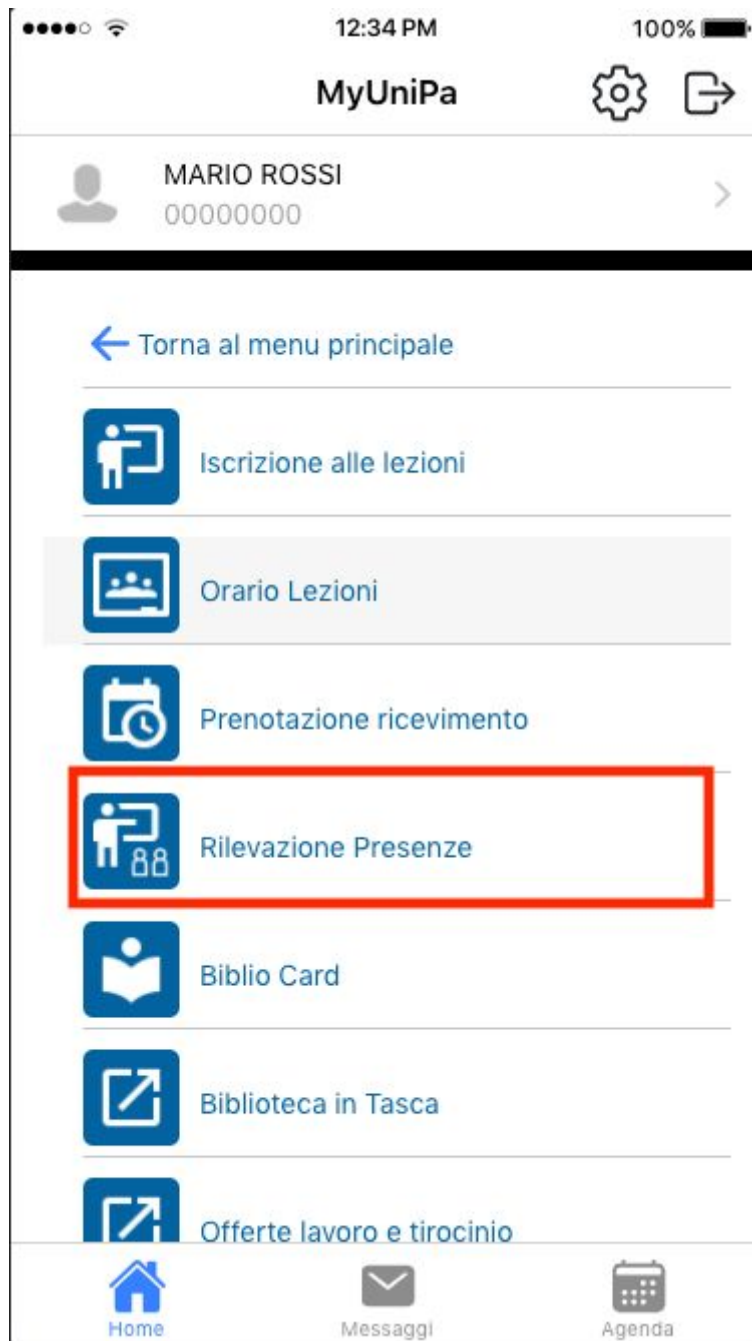 12:34 PM
100%
MyUniPa
MARIO ROSSI
00000000
Torna al menu principale
Iscrizione alle lezioni
Orario Lezioni
Prenotazione ricevimento
Rilevazione Presenze
Biblio Card
Biblioteca in Tasca
Offerte lavoro e tirocinio
Home
Messaggi
Agenda